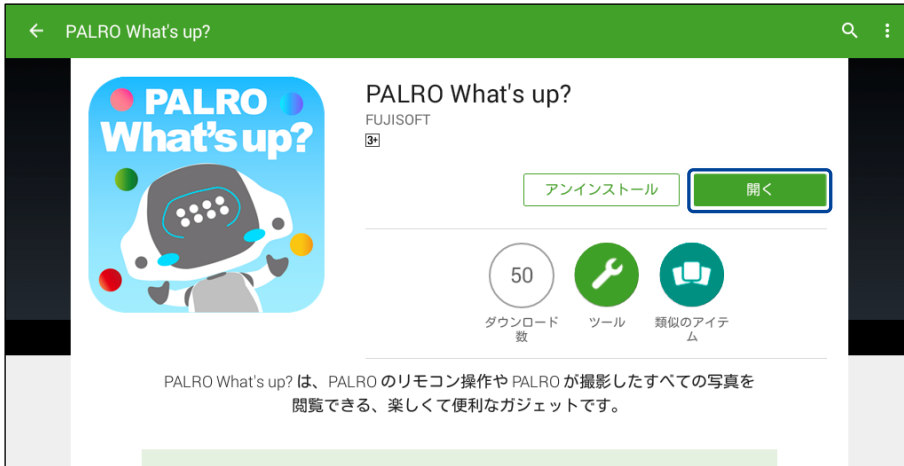 PALRO What's up?
PALRO
What's up?
PALRO What's up?
FUJISOFT
3+
アンインストール
開く
50
ダウンロード
数
ツール
類似のアイテ
ム
PALRO What's up? は、PALRO のリモコン操作や PALRO が撮影したすべての写真を
閲覧できる、楽しくて便利なガジェットです。